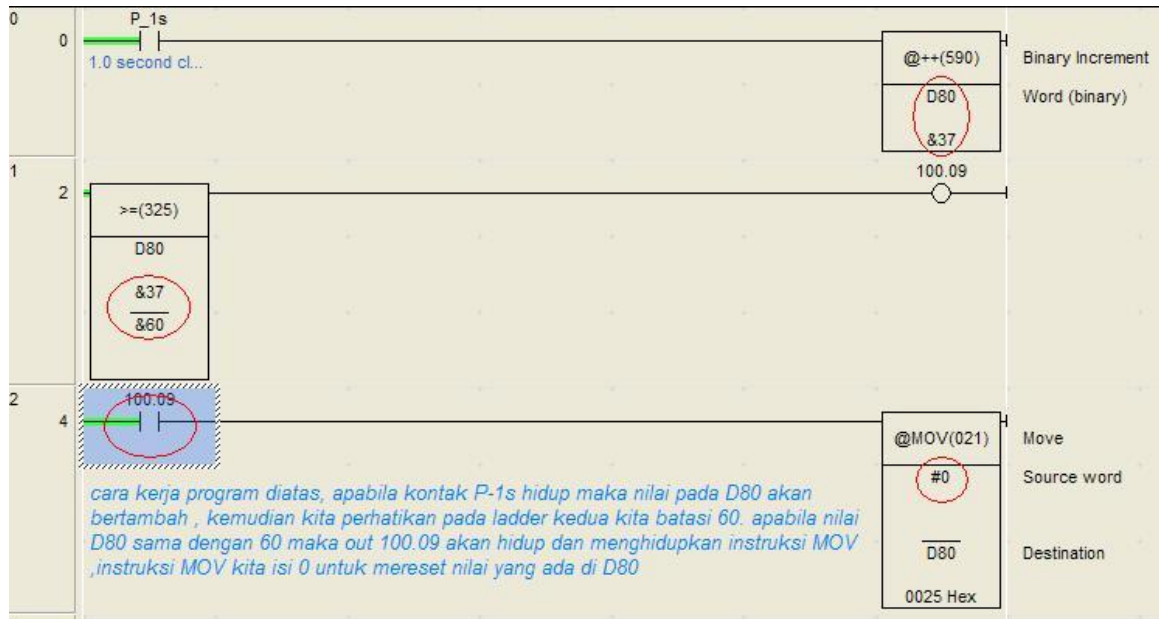 0
P_1s
0
1.0 second cl...
@++(590)
Binary Increment
D80
Word (binary)
&37
1
100.09
2
>=(325)
D80
&37
&60
2
100.09
4
@MOV(021)
Move
#0
Source word
cara kerja program diatas, apabila kontak P-1s hidup maka nilai pada D80 akan
bertambah , kemudian kita perhatikan pada ladder kedua kita batasi 60. apabila nilai
D80 sama dengan 60 maka out 100.09 akan hidup dan menghidupkan instruksi MOV
,instruksi MOV kita isi 0 untuk mereset nilai yang ada di D80
D80
Destination
0025 Hex